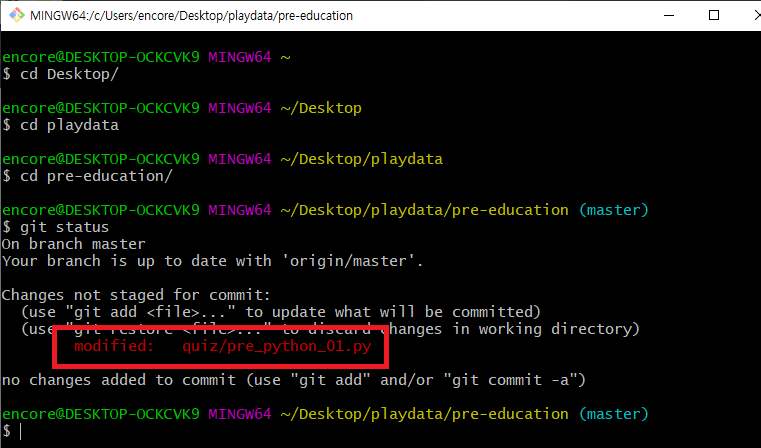 MINGW64:/c/Users/encore/Desktop/playdata/pre-education
encore@DESKTOP-OCKCVK9 MINGW64 ~
$ cd Desktop/
encore@DESKTOP-OCKCVK9 MINGW64 ~/Desktop
$ cd playdata
encore@DESKTOP-OCKCVK9 MINGW64 ~/Desktop/playdata
$ cd pre-education/
encore@DESKTOP-OCKCVK9 MINGW64 ~/Desktop/playdata/pre-education (master)
$ git status
On branch master
Your branch is up to date with 'origin/master'.
Changes not staged for commit:
(use "git add <file>..." to update what will be committed)
(use "git restore <file>..." to discard changes in working directory)
modified:   quiz/pre_python_01.py
no changes added to commit (use "git add" and/or "git commit -a")
encore@DESKTOP-OCKCVK9 MINGW64 ~/Desktop/playdata/pre-education (master)
$